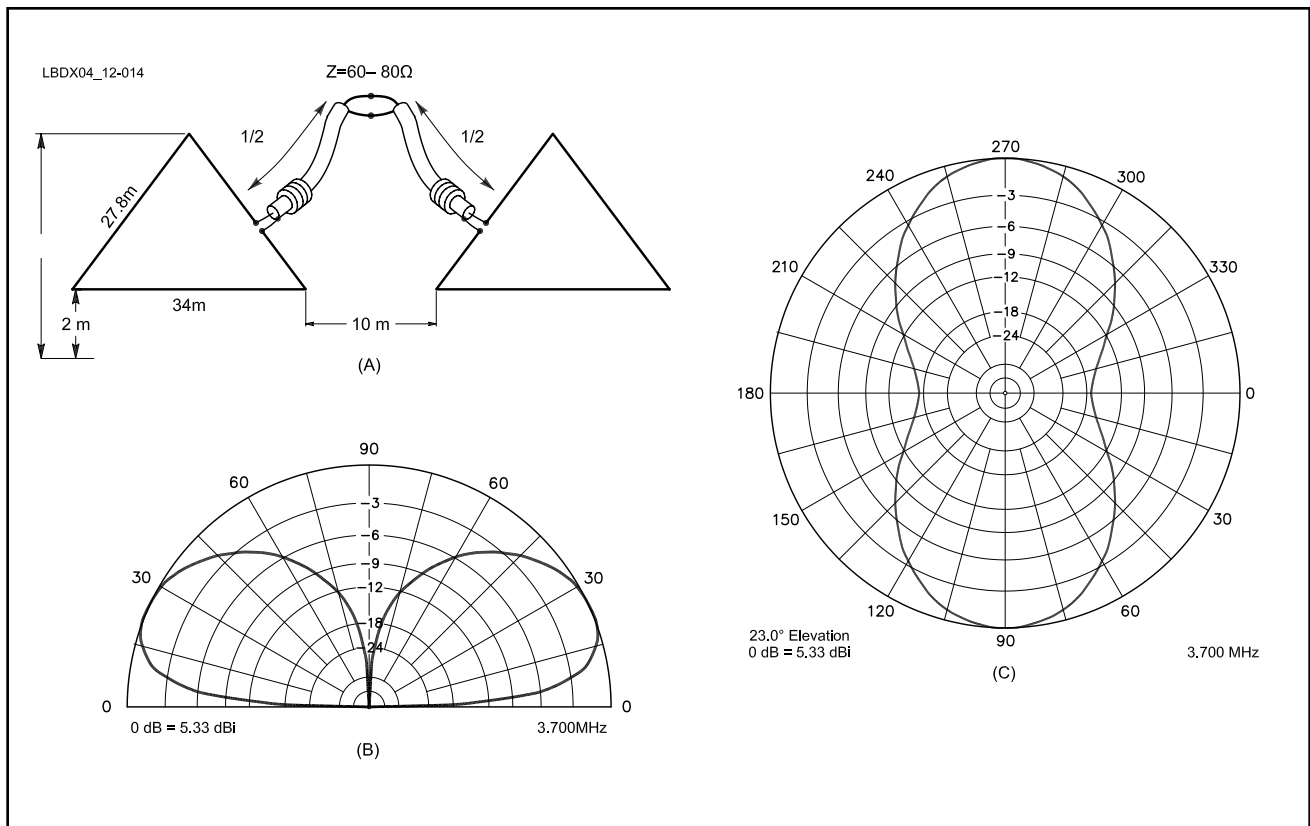 LBDX04_12-014
Z=60– 80Ω
1/2
1/2
27.8m
34m
2 m
10 m
(A)
90
60
60
30
30
0
0
−3
−6
−9
−12
−18
−24
0 dB = 5.33 dBi
3.700MHz
(B)
270
240
300
210
330
180
0
150
30
120
60
90
−3
−6
−9
−12
−18
−24
23.0° Elevation
0 dB = 5.33 dBi
3.700 MHz
(C)